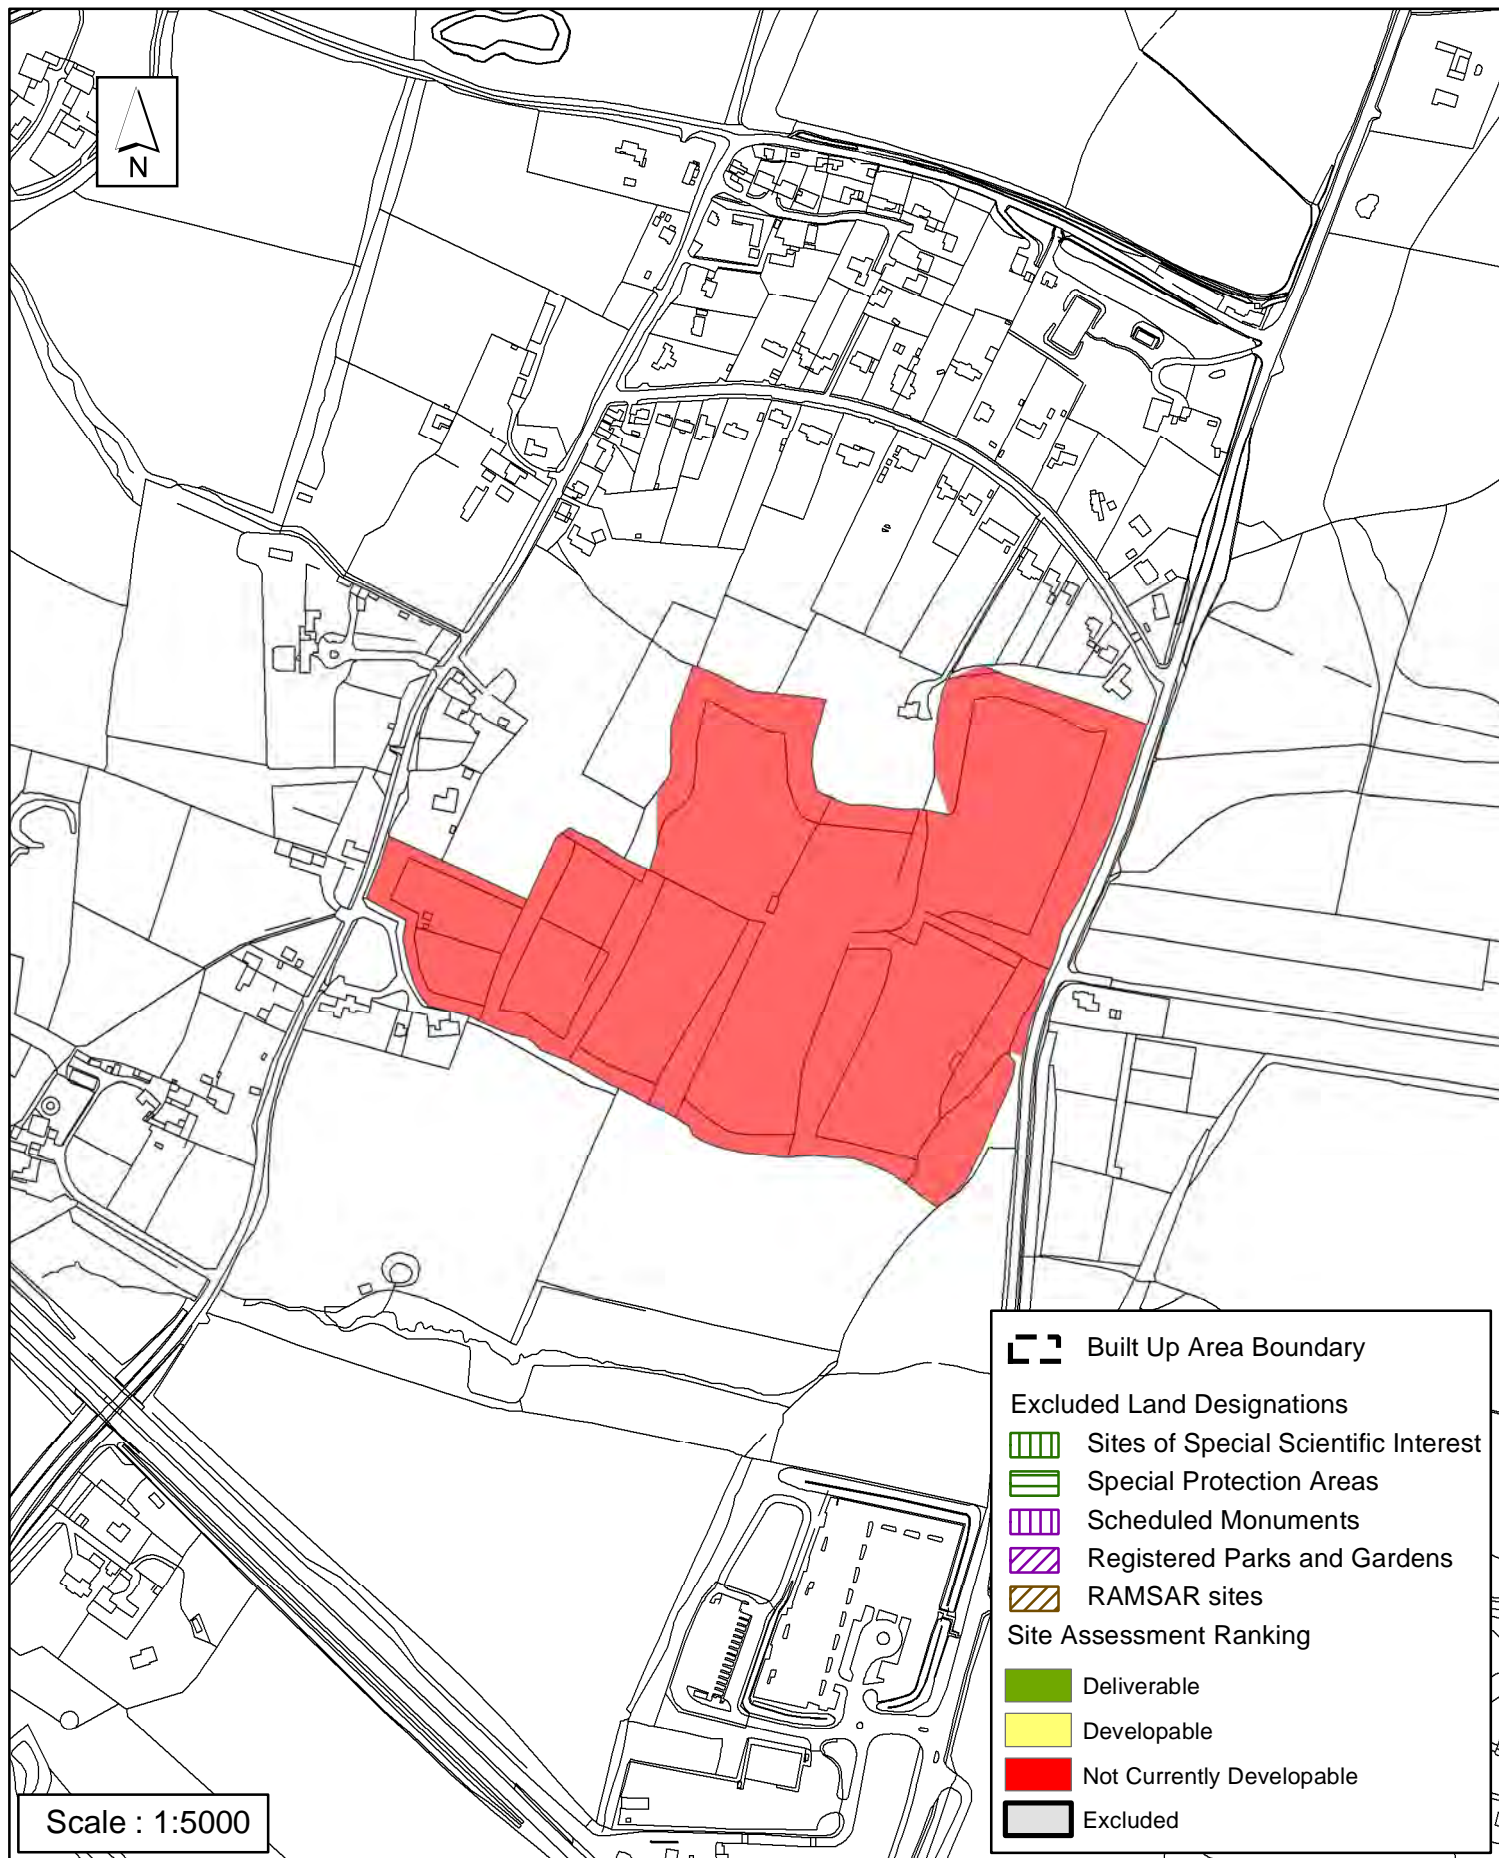 N
Built Up Area Boundary
Excluded Land Designations
Sites of Special Scientific Interest
Special Protection Areas
Scheduled Monuments
Registered Parks and Gardens
RAMSAR sites
Site Assessment Ranking
Deliverable
Developable
Not Currently Developable
Excluded
Scale : 1:5000